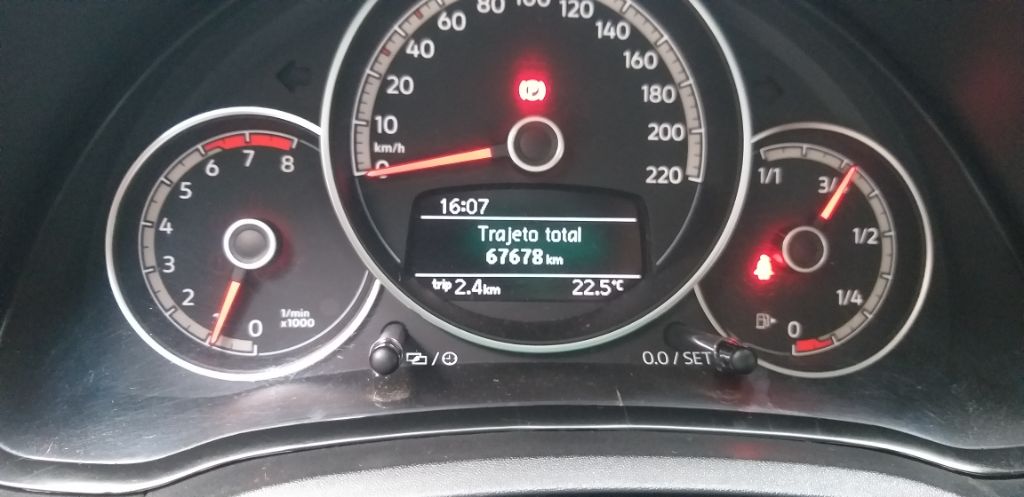 60 80 100 120
40 140
20 160
180
10 200
km/h
0 220
5 6 7 8
4
3
2
1 0
1/min
x1000
16:07
Trajeto total
67678 km
trip 2.4 km 22.5°C
1/1 3/
1/2
1/4
0
0.0 / SET